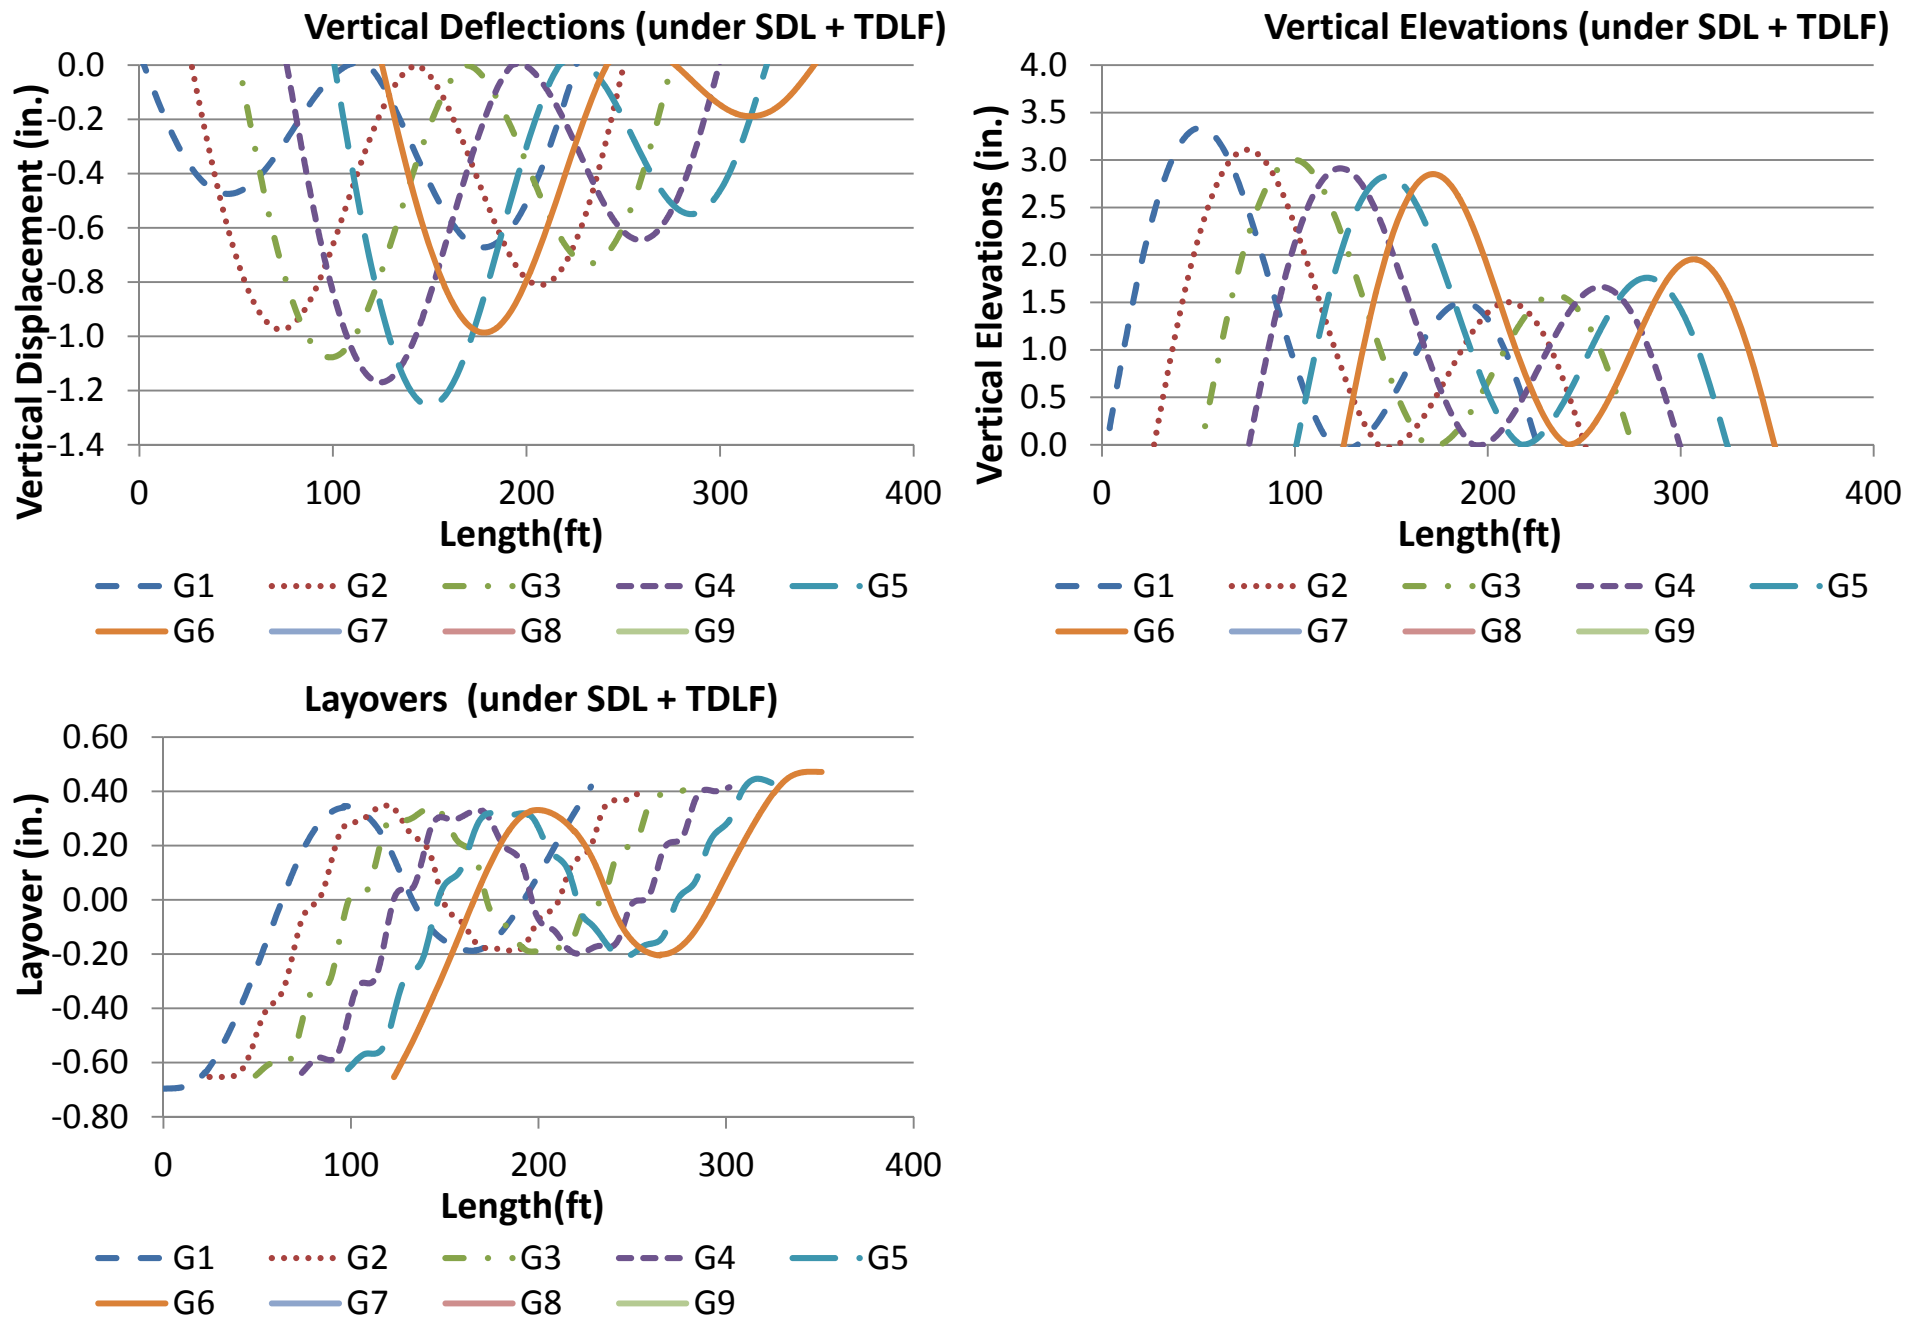 Vertical Deflections (under SDL + TDLF)
Vertical Displacement (in.)
0.0
-0.2
-0.4
-0.6
-0.8
-1.0
-1.2
-1.4
0 100 200 300 400
Length(ft)
G1 G2 G3 G4 G5
G6 G7 G8 G9
Vertical Elevations (under SDL + TDLF)
Vertical Elevations (in.)
4.0
3.5
3.0
2.5
2.0
1.5
1.0
0.5
0.0
0 100 200 300 400
Length(ft)
G1 G2 G3 G4 G5
G6 G7 G8 G9
Layovers (under SDL + TDLF)
Layover (in.)
0.60
0.40
0.20
0.00
-0.20
-0.40
-0.60
-0.80
0 100 200 300 400
Length(ft)
G1 G2 G3 G4 G5
G6 G7 G8 G9